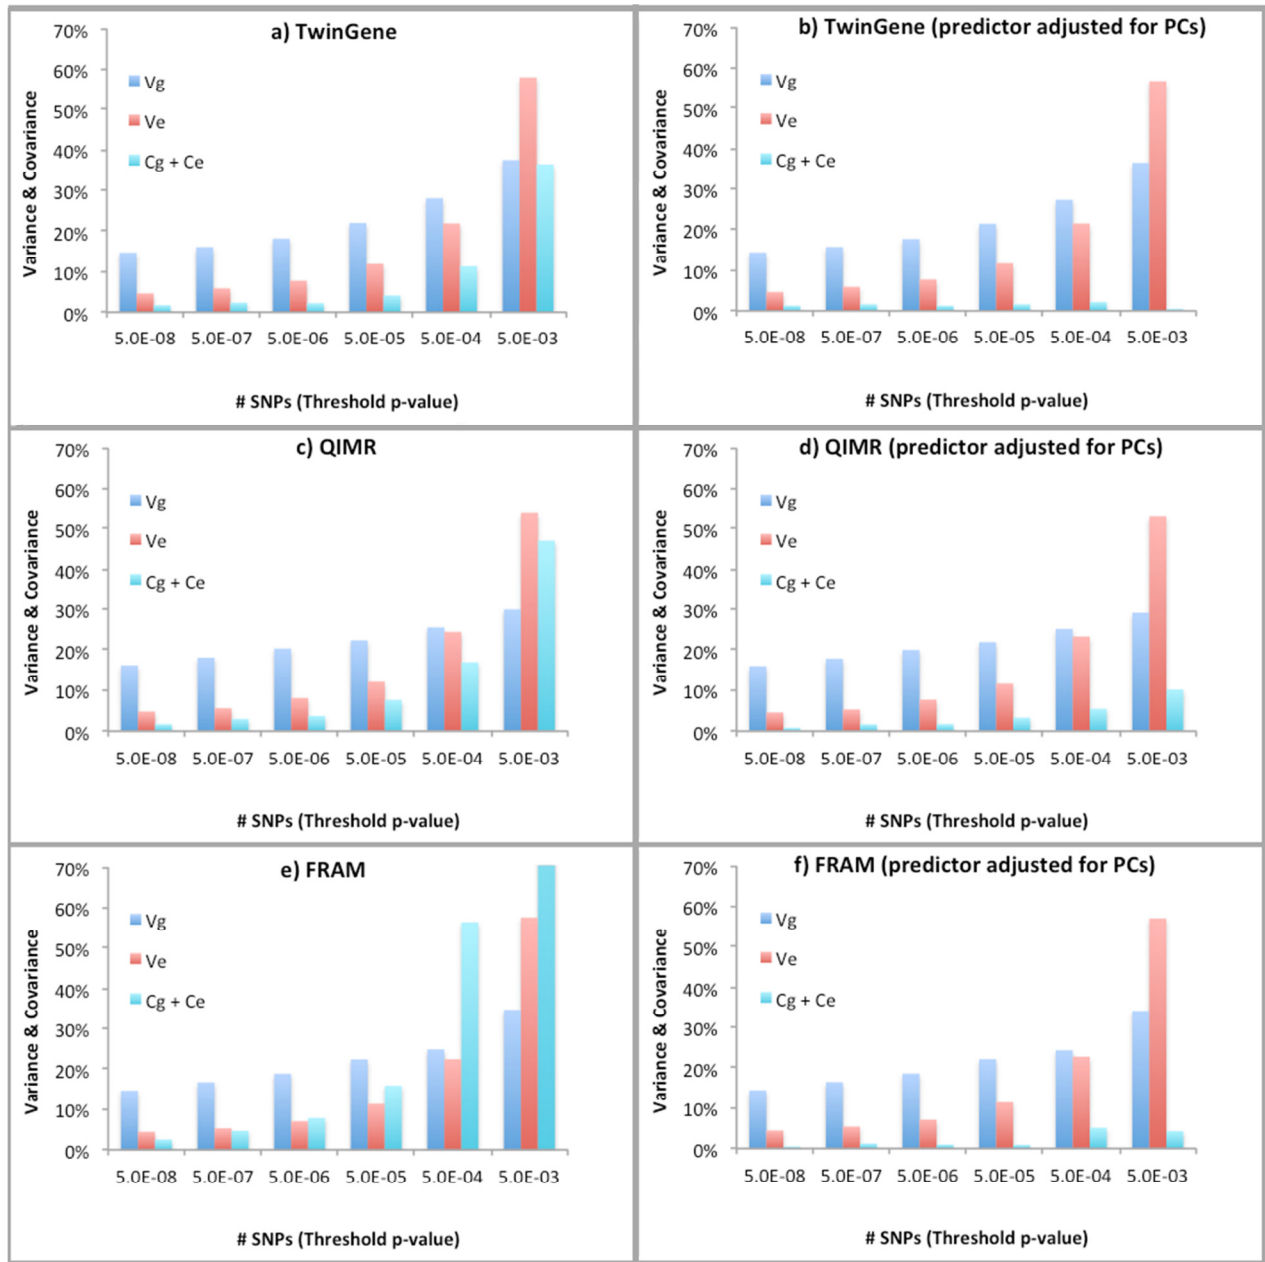 a) TwinGene
70%
60%
50%
40%
30%
20%
10%
0%
Variance & Covariance
Vg
Ve
Cg + Ce
5.0E-08 5.0E-07 5.0E-06 5.0E-05 5.0E-04 5.0E-03
# SNPs (Threshold p-value)
b) TwinGene (predictor adjusted for PCs)
70%
60%
50%
40%
30%
20%
10%
0%
Variance & Covariance
Vg
Ve
Cg + Ce
5.0E-08 5.0E-07 5.0E-06 5.0E-05 5.0E-04 5.0E-03
# SNPs (Threshold p-value)
c) QIMR
70%
60%
50%
40%
30%
20%
10%
0%
Variance & Covariance
Vg
Ve
Cg + Ce
5.0E-08 5.0E-07 5.0E-06 5.0E-05 5.0E-04 5.0E-03
# SNPs (Threshold p-value)
d) QIMR (predictor adjusted for PCs)
70%
60%
50%
40%
30%
20%
10%
0%
Variance & Covariance
Vg
Ve
Cg + Ce
5.0E-08 5.0E-07 5.0E-06 5.0E-05 5.0E-04 5.0E-03
# SNPs (Threshold p-value)
e) FRAM
70%
60%
50%
40%
30%
20%
10%
0%
Variance & Covariance
Vg
Ve
Cg + Ce
5.0E-08 5.0E-07 5.0E-06 5.0E-05 5.0E-04 5.0E-03
# SNPs (Threshold p-value)
f) FRAM (predictor adjusted for PCs)
70%
60%
50%
40%
30%
20%
10%
0%
Variance & Covariance
Vg
Ve
Cg + Ce
5.0E-08 5.0E-07 5.0E-06 5.0E-05 5.0E-04 5.0E-03
# SNPs (Threshold p-value)